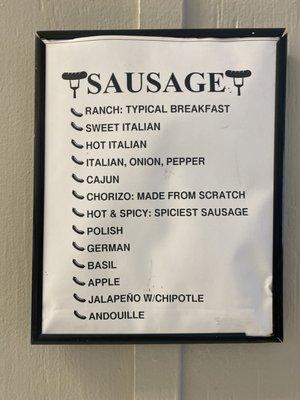 SAUSAGE
RANCH: TYPICAL BREAKFAST
SWEET ITALIAN
HOT ITALIAN
ITALIAN, ONION, PEPPER
CAJUN
CHORIZO: MADE FROM SCRATCH
HOT & SPICY: SPICIEST SAUSAGE
POLISH
GERMAN
BASIL
APPLE
JALAPEÑO W/CHIPOTLE
ANDOUILLE